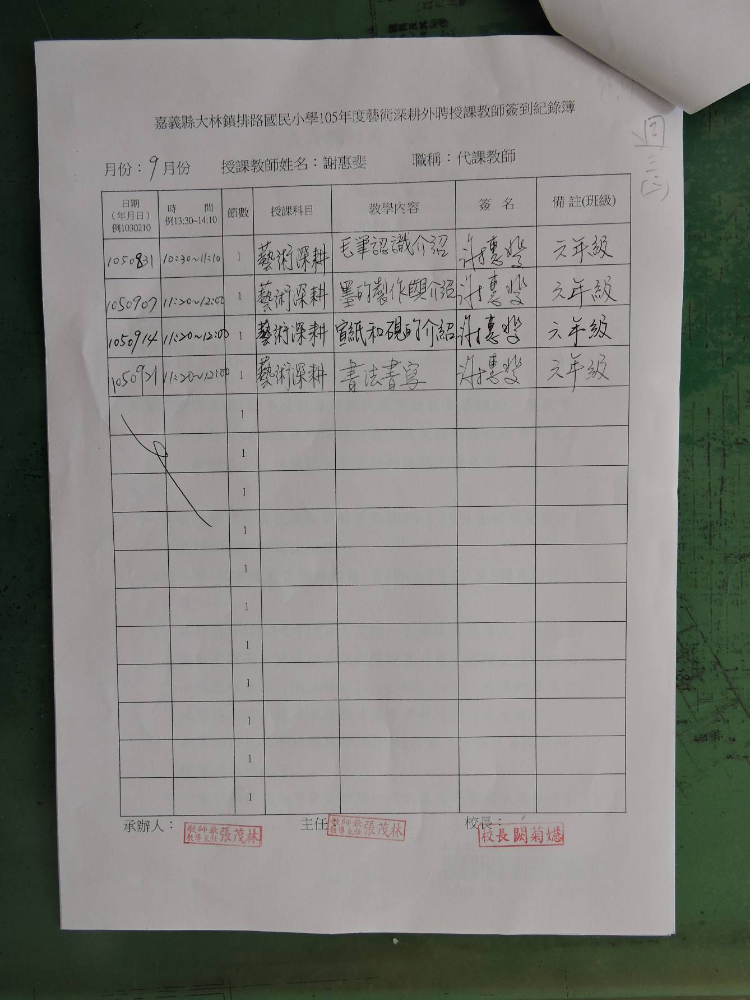 嘉義縣大林鎮排路國民小學105年度藝術深耕外聘授課教師簽到紀錄簿
週三
(六)
月份：9月份 授課教師姓名：謝惠斐 職稱：代課教師
日期 (年月日) 例1030210 時 間 例13:30~14:10 節數 授課科目 教學內容 簽 名 備 註(班級)
1050831 10:30~11:10 1 藝術深耕 毛筆認識介紹 謝惠斐 六年級
1050907 11:20~12:00 1 藝術深耕 墨的製作與介紹 謝惠斐 六年級
1050914 11:20~12:00 1 藝術深耕 宣紙和硯的介紹 謝惠斐 六年級
1050921 11:20~12:00 1 藝術深耕 書法書寫 謝惠斐 六年級
1
1
1
1
1
1
1
1
1
1
1
承辦人： 教師兼教導主任 張茂林 主任： 教師兼教導主任 張茂林 校長： 校長闕菊嬑